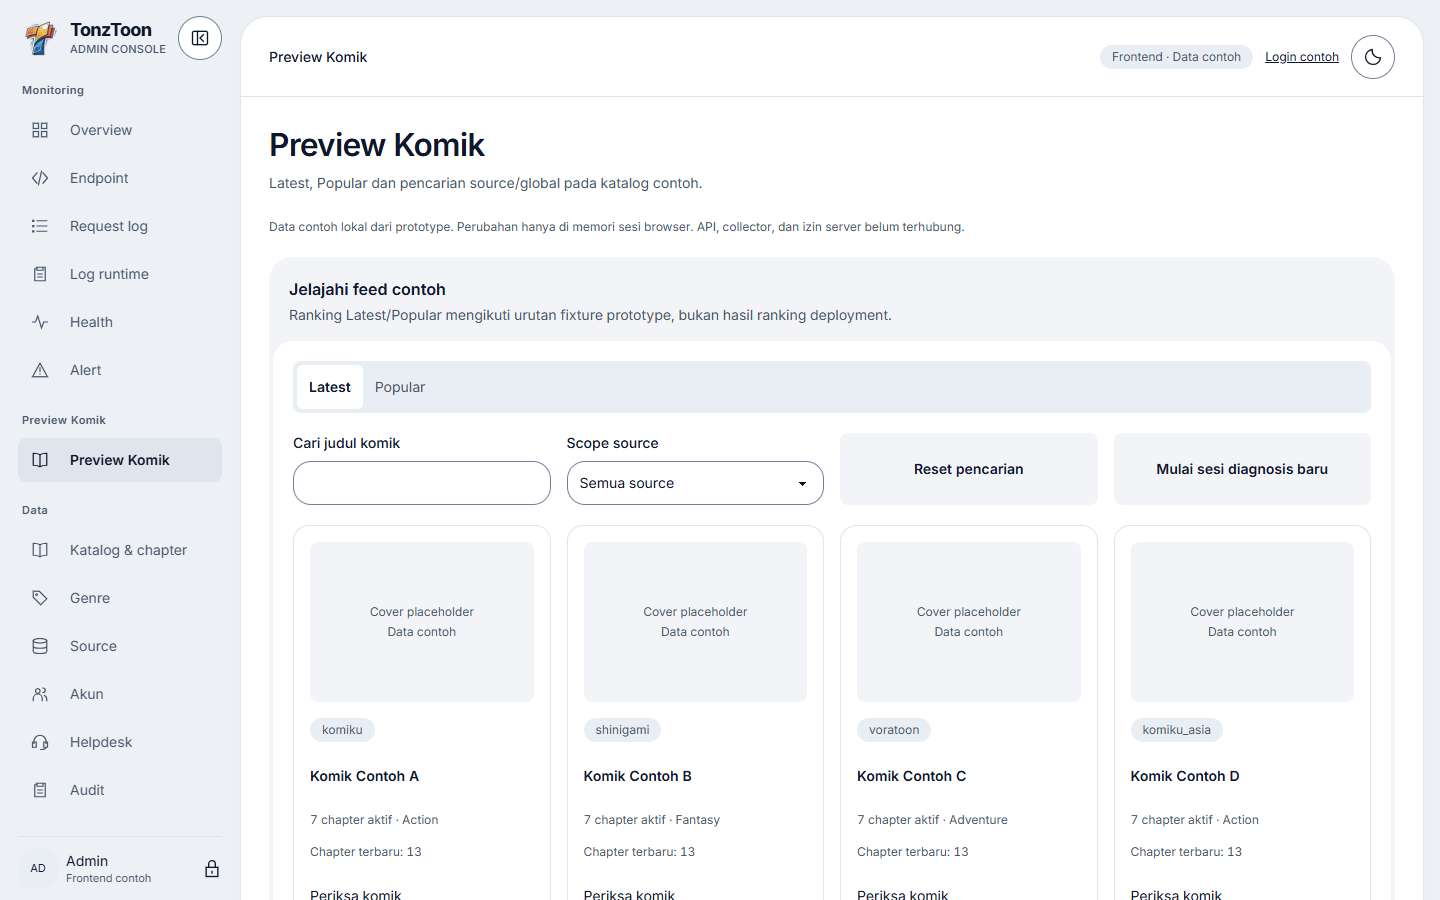 TonzToon
ADMIN CONSOLE
Monitoring
Overview
Endpoint
Request log
Log runtime
Health
Alert
Preview Komik
Preview Komik
Data
Katalog & chapter
Genre
Source
Akun
Helpdesk
Audit
AD
Admin
Frontend contoh
Preview Komik
Frontend · Data contoh
Login contoh
Preview Komik
Latest, Popular dan pencarian source/global pada katalog contoh.
Data contoh lokal dari prototype. Perubahan hanya di memori sesi browser. API, collector, dan izin server belum terhubung.
Jelajahi feed contoh
Ranking Latest/Popular mengikuti urutan fixture prototype, bukan hasil ranking deployment.
Latest
Popular
Cari judul komik
Scope source
Semua source
Reset pencarian
Mulai sesi diagnosis baru
Cover placeholder
Data contoh
komiku
Komik Contoh A
7 chapter aktif · Action
Chapter terbaru: 13
Periksa komik
Cover placeholder
Data contoh
shinigami
Komik Contoh B
7 chapter aktif · Fantasy
Chapter terbaru: 13
Periksa komik
Cover placeholder
Data contoh
voratoon
Komik Contoh C
7 chapter aktif · Adventure
Chapter terbaru: 13
Periksa komik
Cover placeholder
Data contoh
komiku_asia
Komik Contoh D
7 chapter aktif · Action
Chapter terbaru: 13
Periksa komik